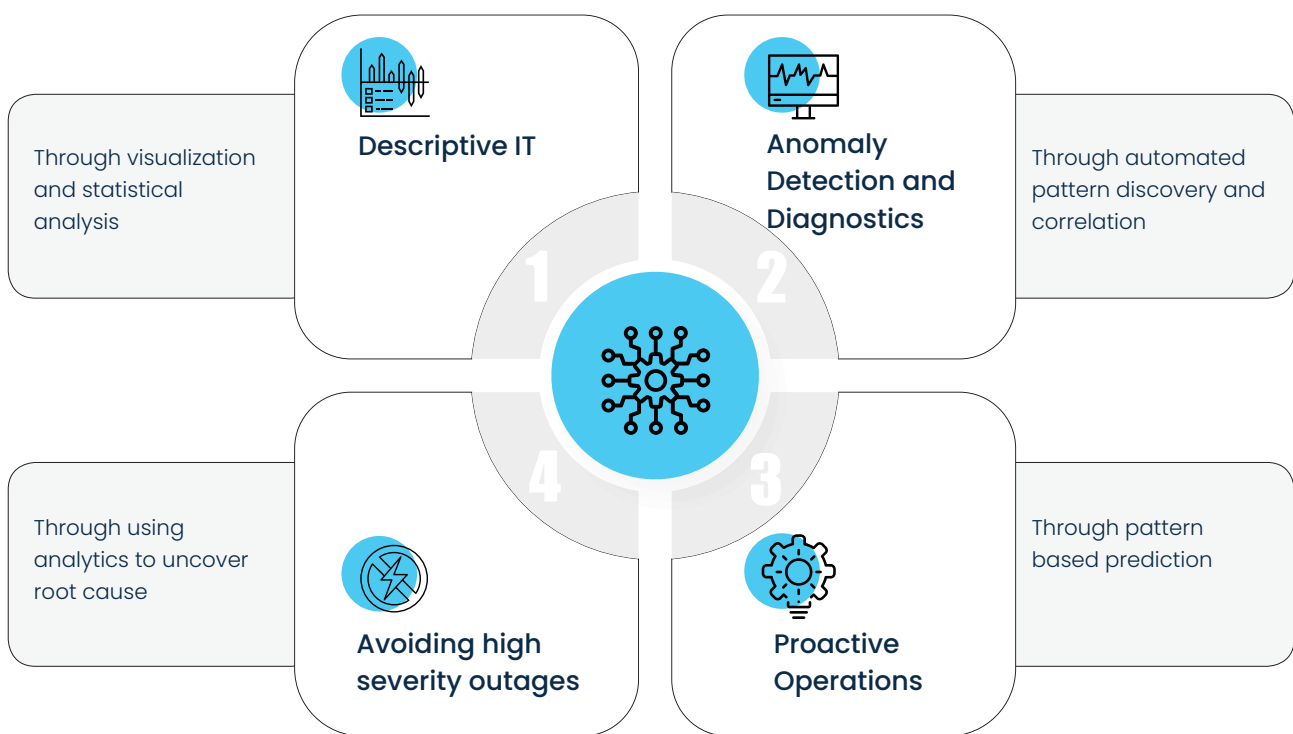 Through visualization
and statistical
analysis
Descriptive IT
1
Anomaly
Detection and
Diagnostics
2
Through automated
pattern discovery and
correlation
Through using
analytics to uncover
root cause
4
Avoiding high
severity outages
3
Proactive
Operations
Through pattern
based prediction